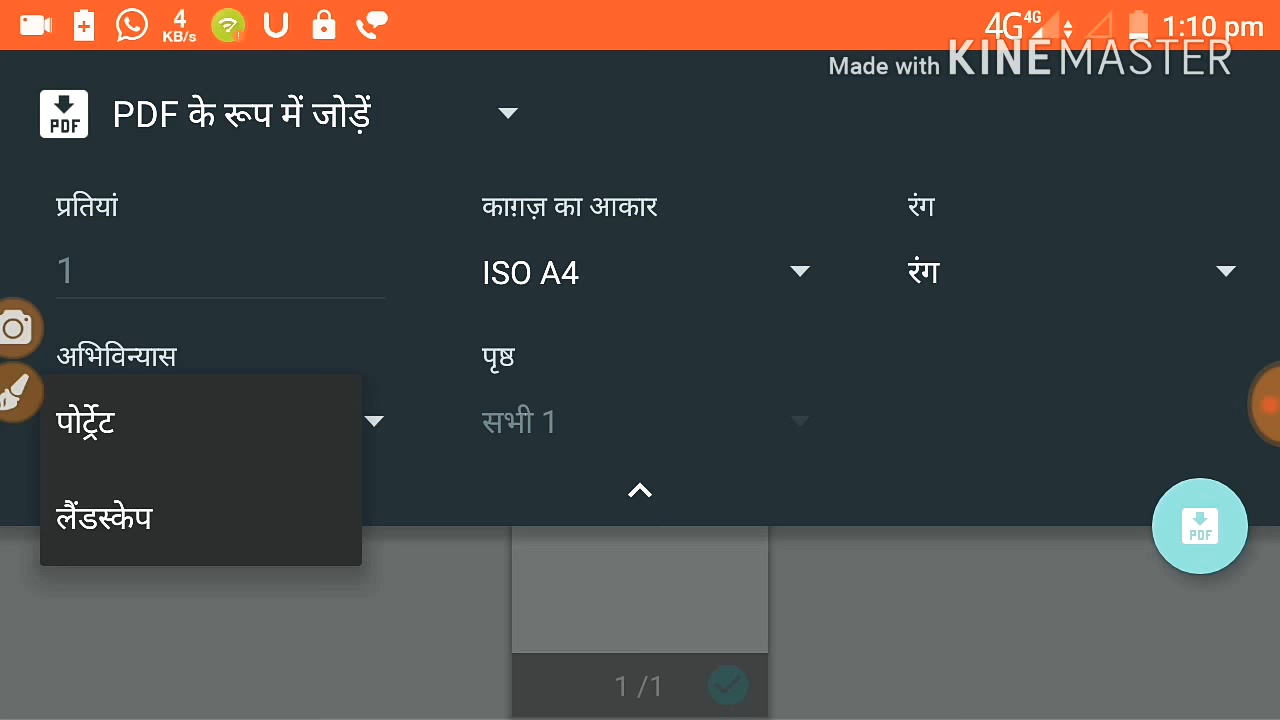 4 KB/s
4G 4G 1:10 pm
Made with KINEMASTER
PDF PDF के रूप में जोड़ें
प्रतियां काग़ज़ का आकार रंग
1 ISO A4 रंग
अभिविन्यास पृष्ठ
पोर्ट्रेट सभी 1
लैंडस्केप
PDF
1 /1